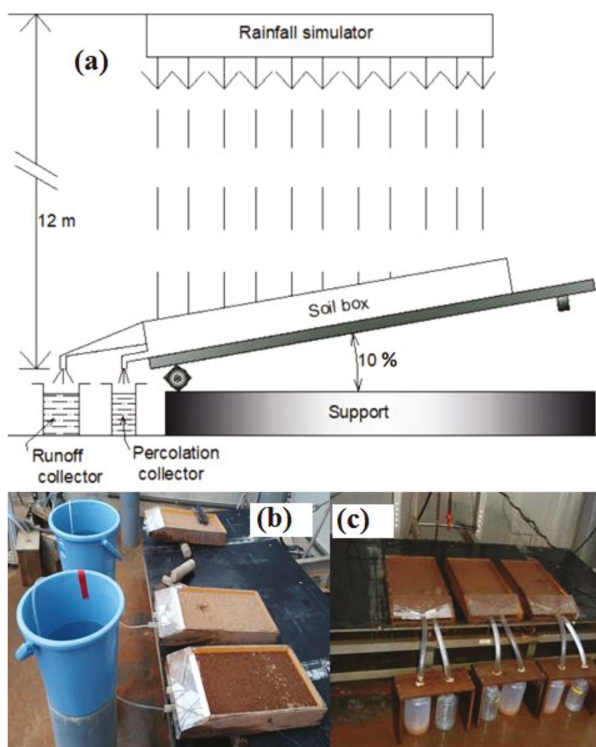 Rainfall simulator
(a)
12 m
Soil box
10 %
Support
Runoff
collector
Percolation
collector
(b)
(c)